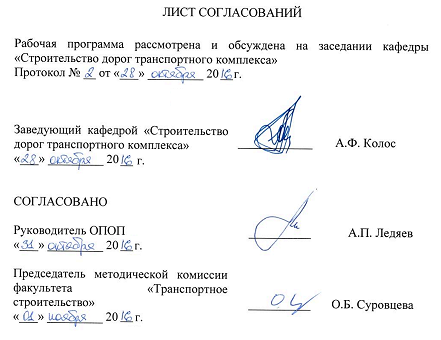 ЛИСТ СОГЛАСОВАНИЙ
Рабочая программа рассмотрена и обсуждена на заседании кафедры
«Строительство дорог транспортного комплекса»
Протокол № 2 от «28» октября 2016 г.
Заведующий кафедрой «Строительство
дорог транспортного комплекса» А.Ф. Колос
«28» октября 2016 г.
СОГЛАСОВАНО
Руководитель ОПОП А.П. Ледяев
«31» октября 2016 г.
Председатель методической комиссии
факультета «Транспортное
строительство» О.Б. Суровцева
«01» ноября 2016 г.